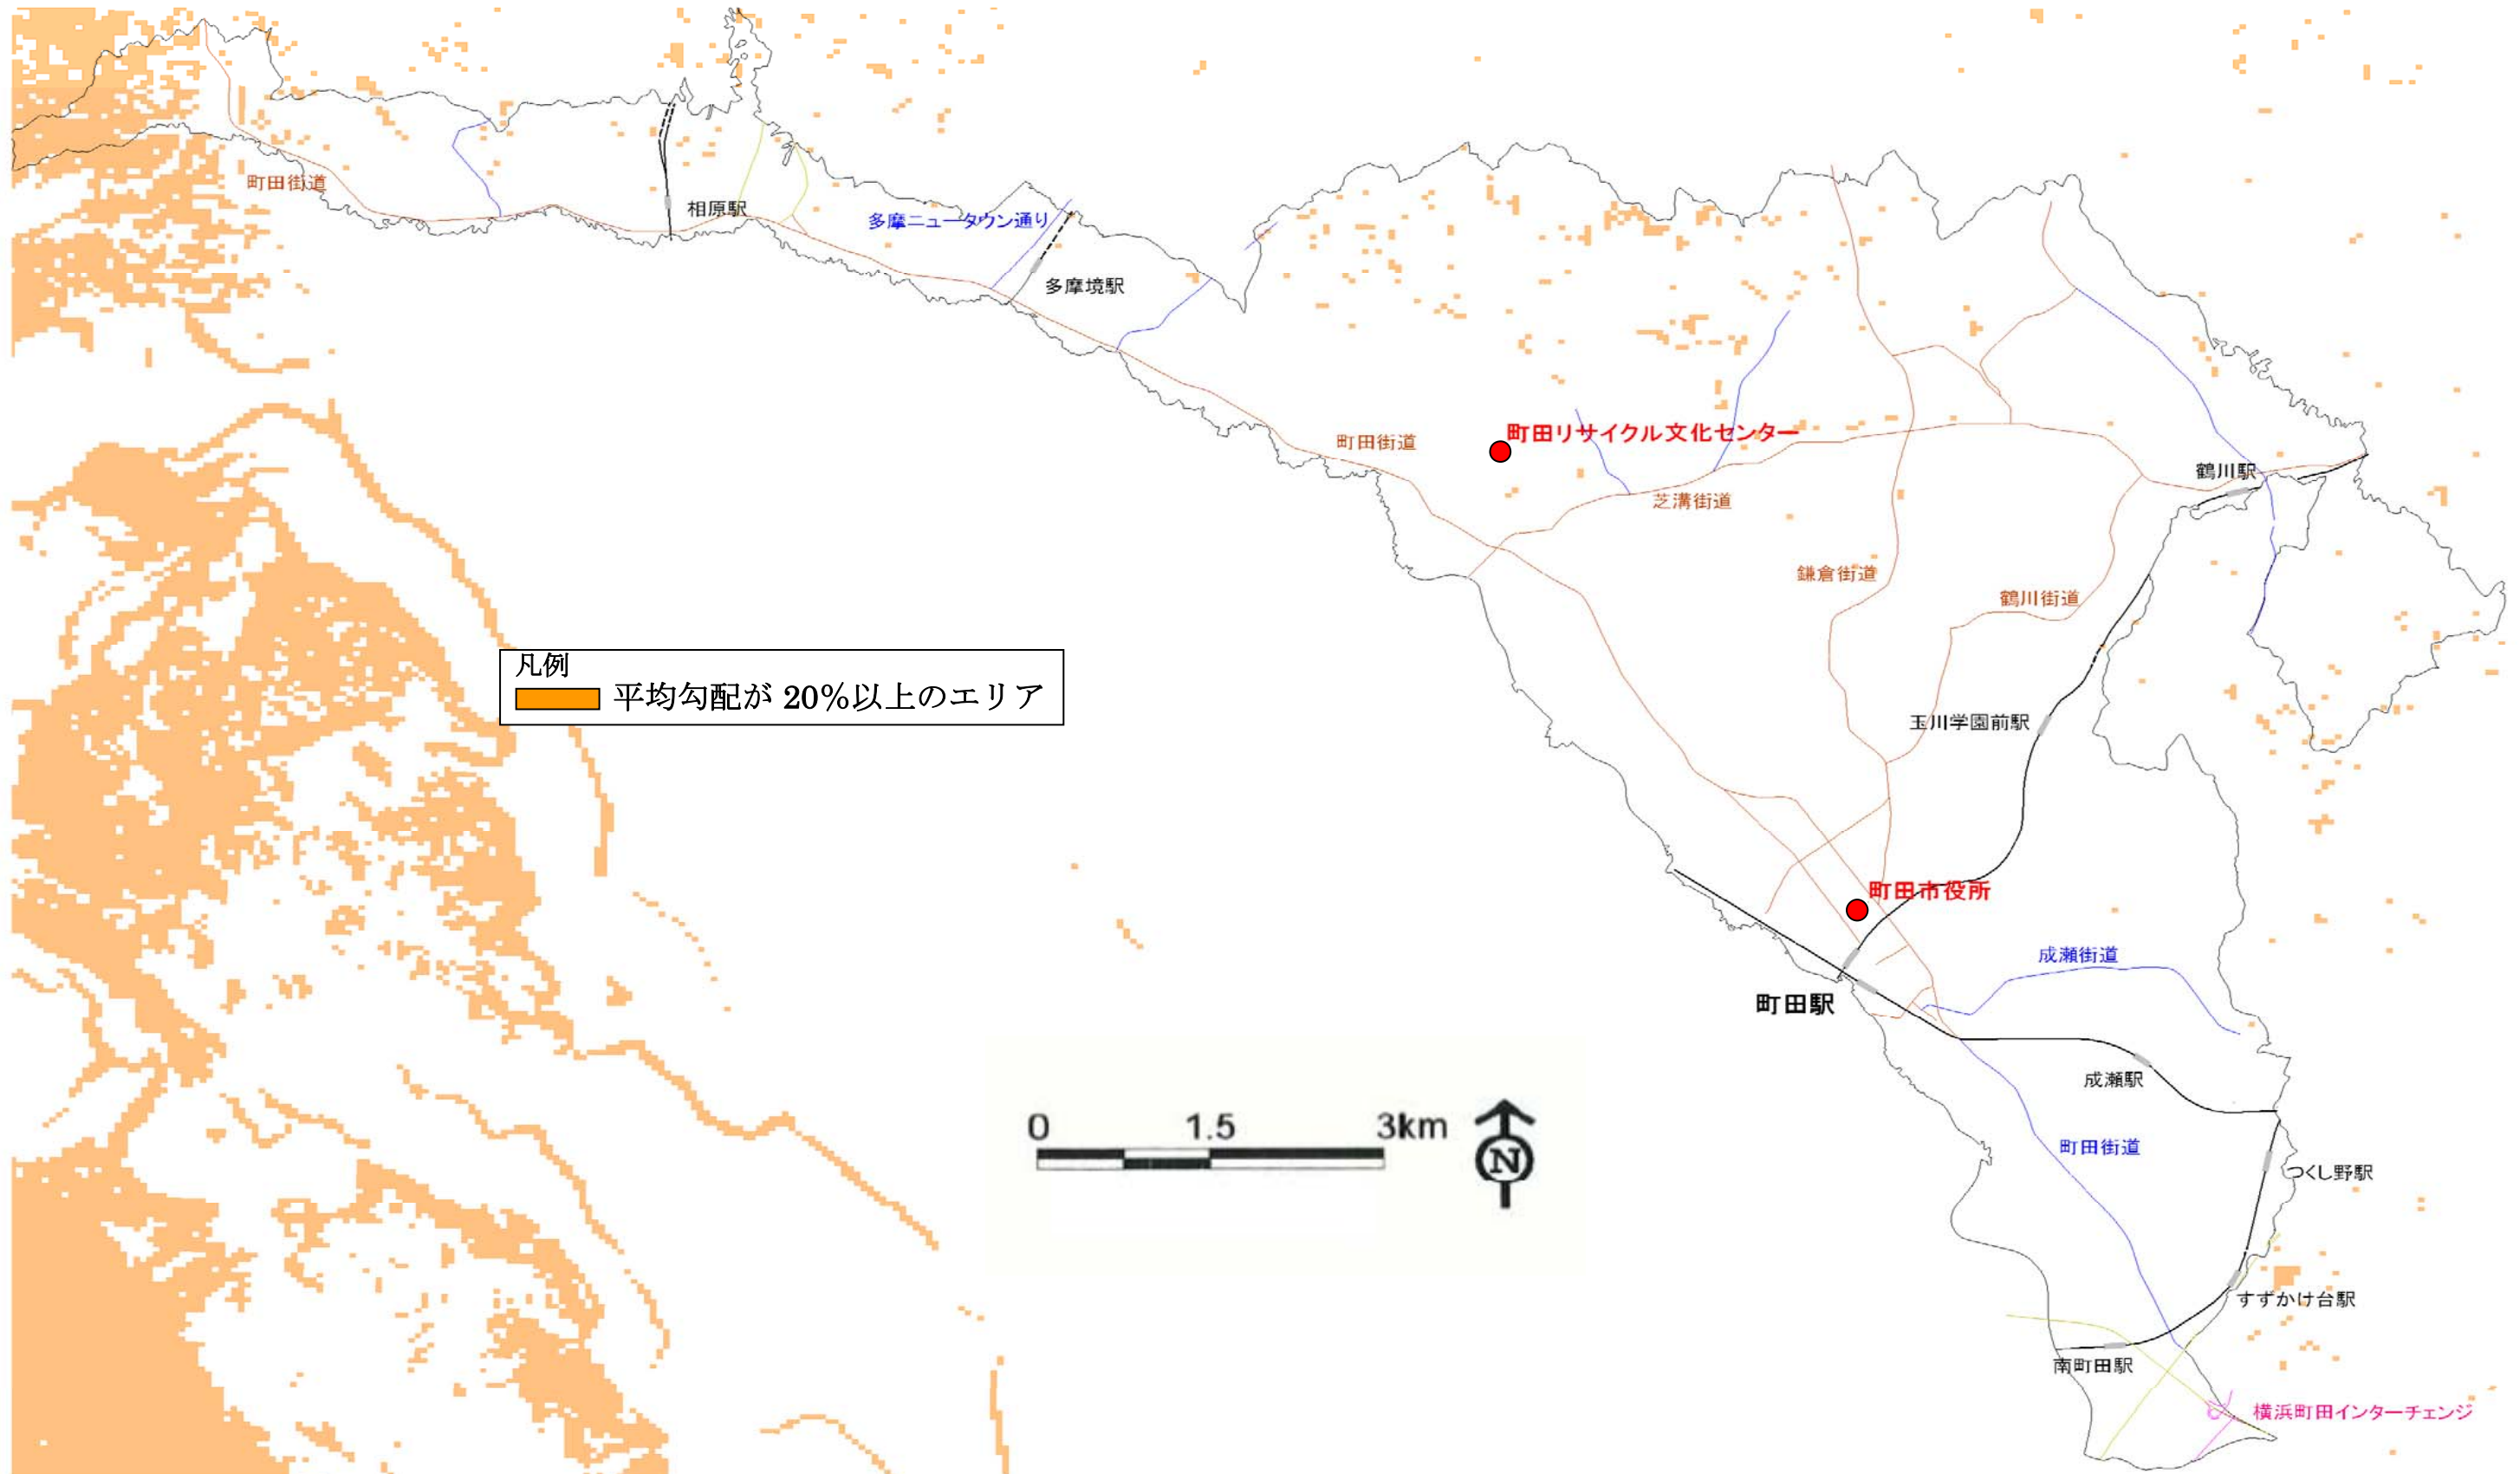 町田街道
相原駅
多摩ニュータウン通り
多摩境駅
町田街道
町田リサイクル文化センター
鶴川駅
芝溝街道
鎌倉街道
鶴川街道
凡例
平均勾配が 20%以上のエリア
玉川学園前駅
町田市役所
成瀬街道
町田駅
成瀬駅
0 1.5 3km
N
町田街道
つくし野駅
すずかけ台駅
南町田駅
横浜町田インターチェンジ